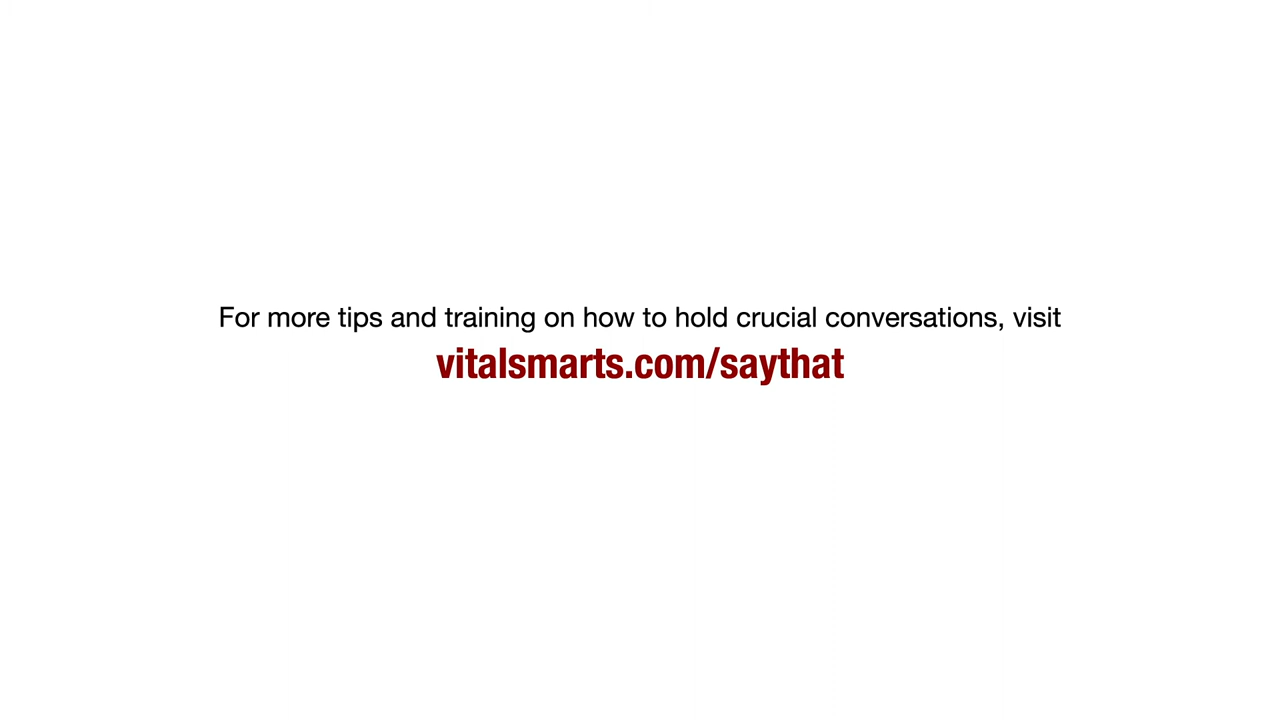 For more tips and training on how to hold crucial conversations, visit
vitalsmarts.com/saythat